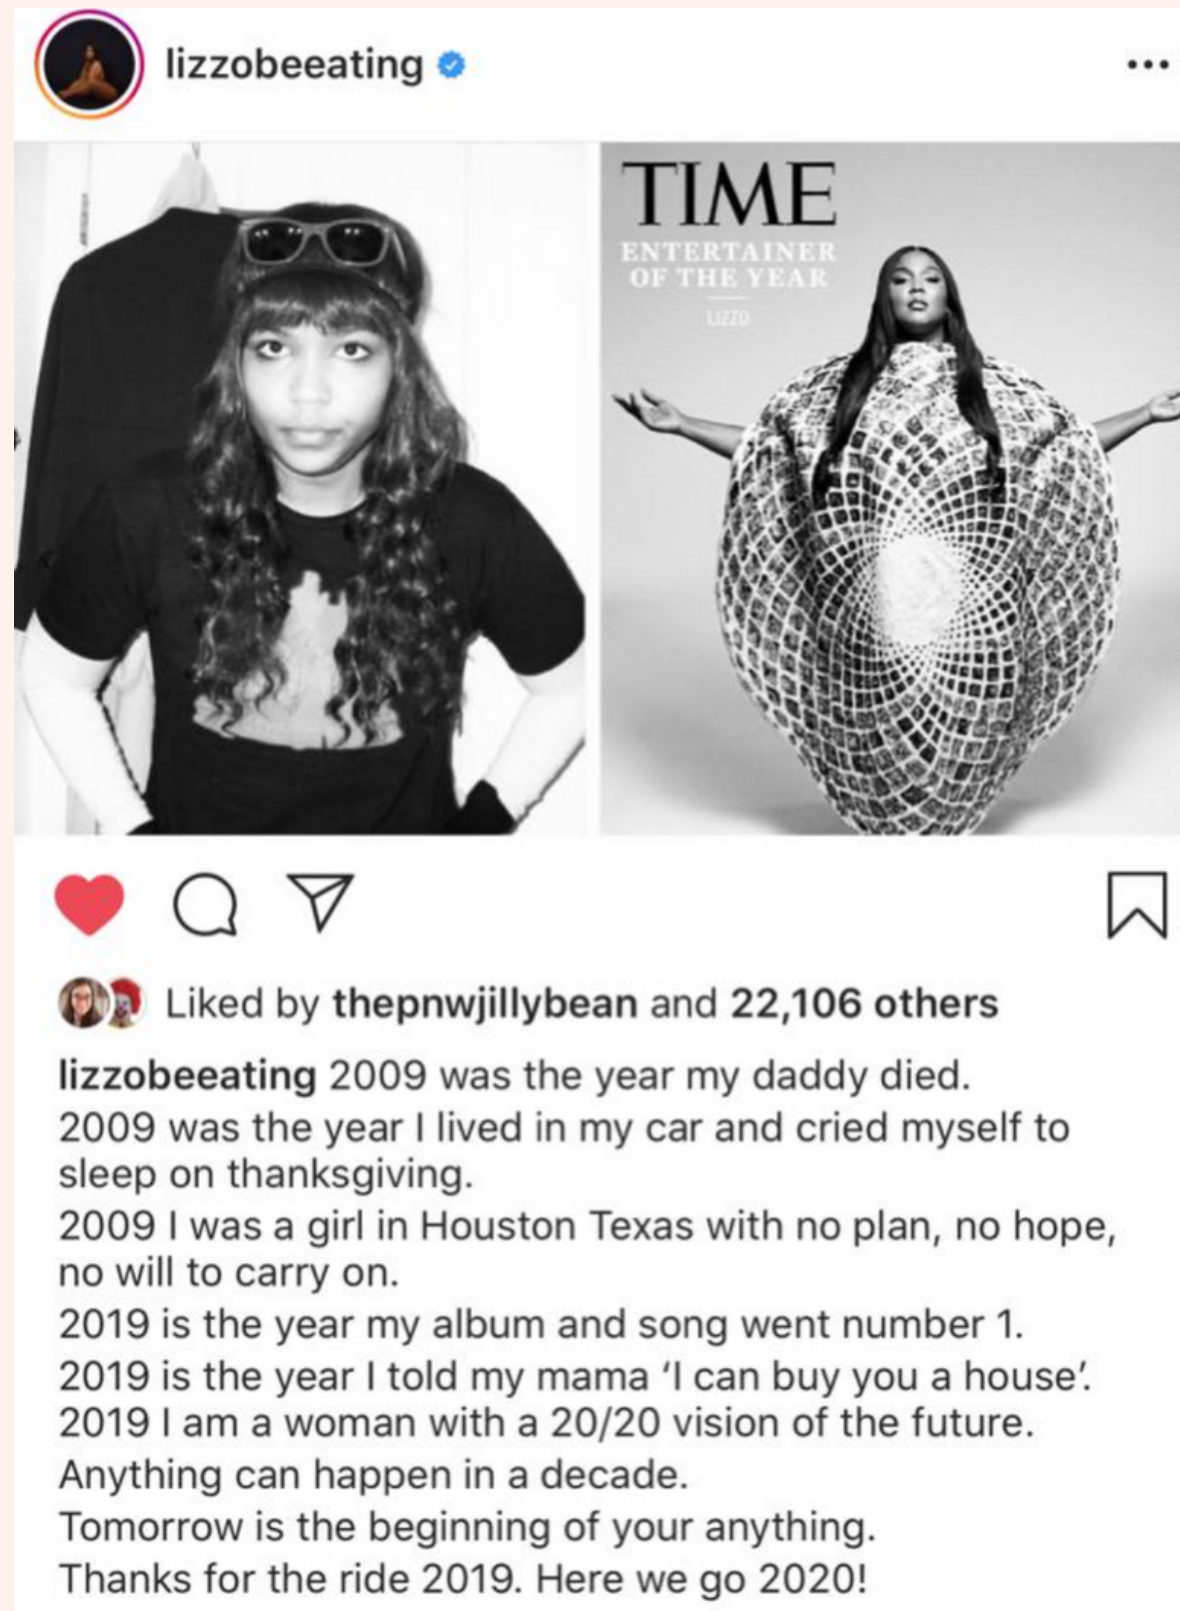 lizzobeeating
TIME
ENTERTAINER
OF THE YEAR
LIZZO
Liked by thepnwjillybean and 22,106 others
lizzobeeating 2009 was the year my daddy died.
2009 was the year I lived in my car and cried myself to
sleep on thanksgiving.
2009 I was a girl in Houston Texas with no plan, no hope,
no will to carry on.
2019 is the year my album and song went number 1.
2019 is the year I told my mama ‘I can buy you a house’.
2019 I am a woman with a 20/20 vision of the future.
Anything can happen in a decade.
Tomorrow is the beginning of your anything.
Thanks for the ride 2019. Here we go 2020!